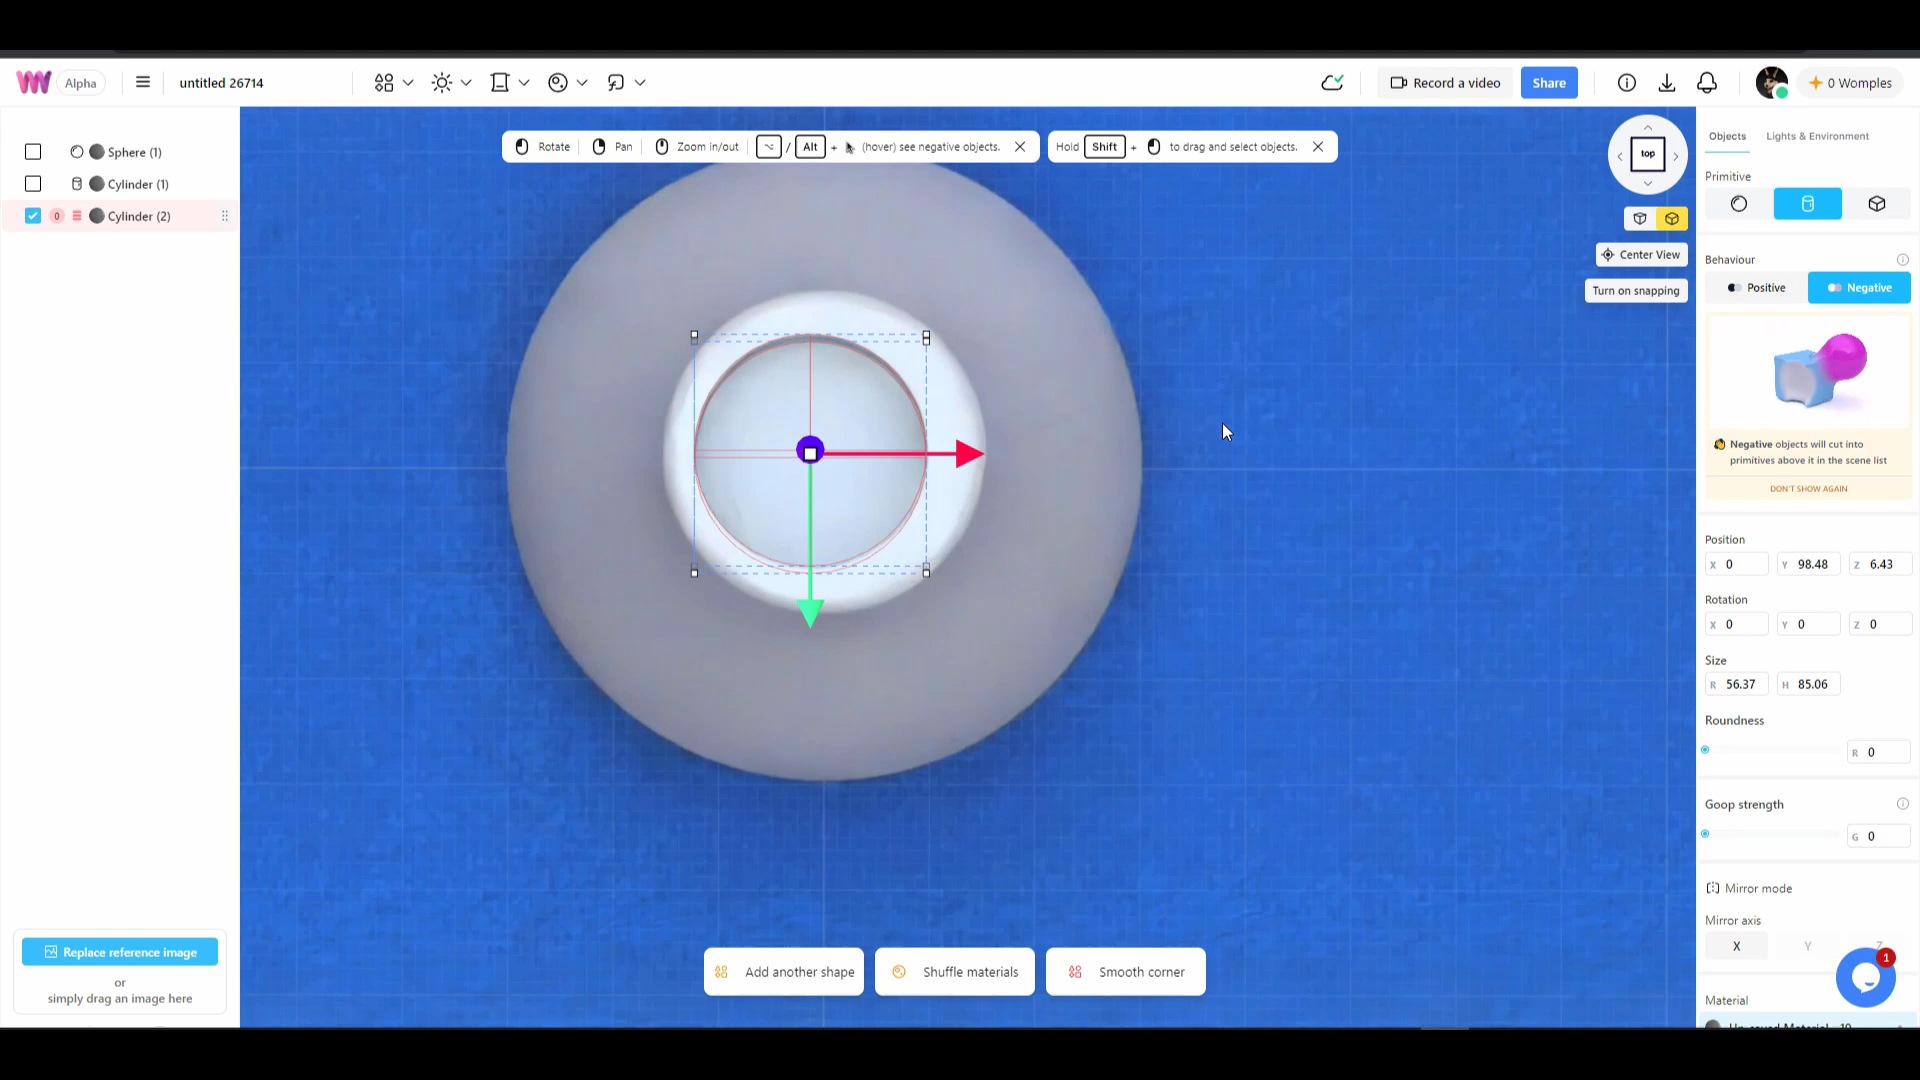 Alpha
untitled 26714
Record a video
Share
0 Womples
Sphere (1)
Cylinder (1)
0 Cylinder (2)
Rotate
Pan
Zoom in/out
⌥ / Alt + (hover) see negative objects.
Hold Shift + to drag and select objects.
top
Center View
Turn on snapping
Objects
Lights & Environment
Primitive
Behaviour
Positive
Negative
Negative objects will cut into
primitives above it in the scene list
DON'T SHOW AGAIN
Position
X 0 Y 98.48 Z 6.43
Rotation
X 0 Y 0 Z 0
Size
R 56.37 H 85.06
Roundness
R 0
Goop strength
G 0
Mirror mode
Mirror axis
X Y Z
1
Material
Replace reference image
or
simply drag an image here
Add another shape
Shuffle materials
Smooth corner